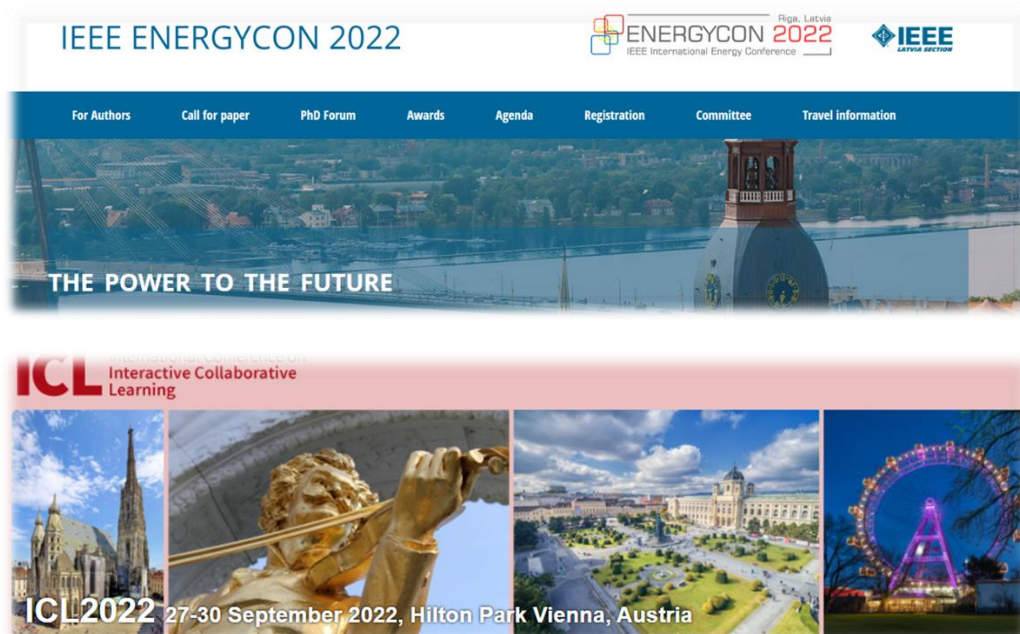 IEEE ENERGYCON 2022
Riga, Latvia
ENERGYCON 2022
IEEE International Energy Conference
IEEE
LATVIA SECTION
For Authors Call for paper PhD Forum Awards Agenda Registration Committee Travel information
THE POWER TO THE FUTURE
ICL
International Conference on
Interactive Collaborative
Learning
ICL2022 27-30 September 2022, Hilton Park Vienna, Austria